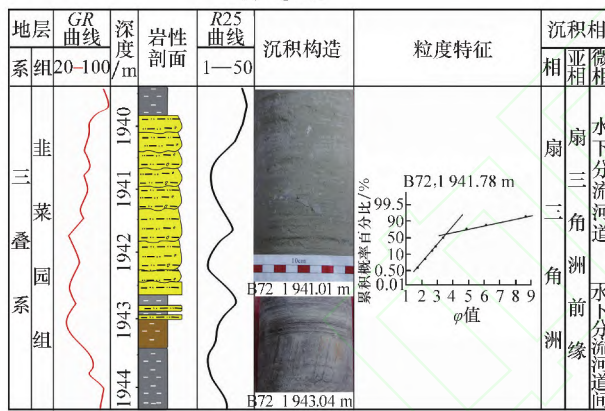 地层
GR
曲线
深度/m
岩性
剖面
R25
曲线
沉积构造
粒度特征
沉积相
系
组
20-100
1—50
相
亚相
微相
三叠系
韭菜园组
1940
1941
1942
1943
1944
10cm
B72 1 941.01 m
B72 1 943.04 m
B72,1 941.78 m
累积概率百分比/%
99.5
90
50
10
0.50
0.01
1 2 3 4 5 6 7 8 9
φ值
扇三角洲
扇三角洲前缘
水下分流河道
水下分流河道间